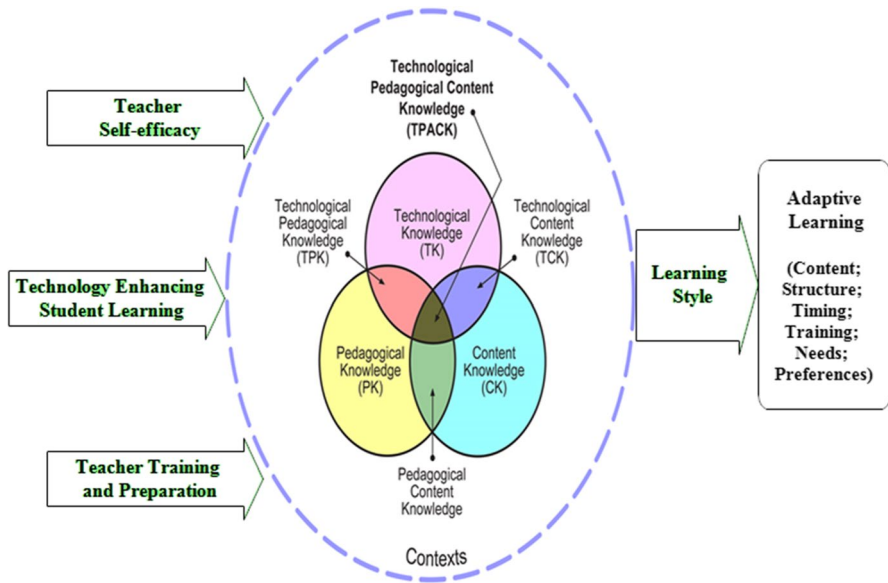 Teacher
Self-efficacy
Technology Enhancing
Student Learning
Teacher Training
and Preparation
Technological
Pedagogical Content
Knowledge
(TPACK)
Technological
Pedagogical
Knowledge
(TPK)
Technological
Knowledge
(TK)
Technological
Content
Knowledge
(TCK)
Pedagogical
Knowledge
(PK)
Content
Knowledge
(CK)
Pedagogical
Content
Knowledge
Contexts
Learning
Style
Adaptive
Learning
(Content;
Structure;
Timing;
Training;
Needs;
Preferences)